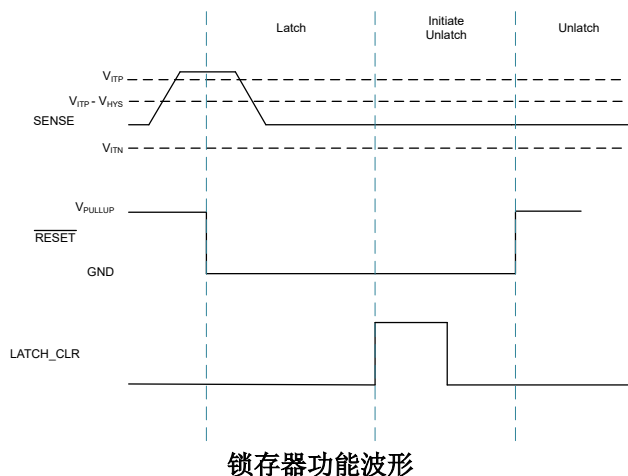 Latch
Initiate
Unlatch
Unlatch
VITP
VITP - VHYS
SENSE
VITN
VPULLUP
RESET
GND
LATCH_CLR
锁存器功能波形